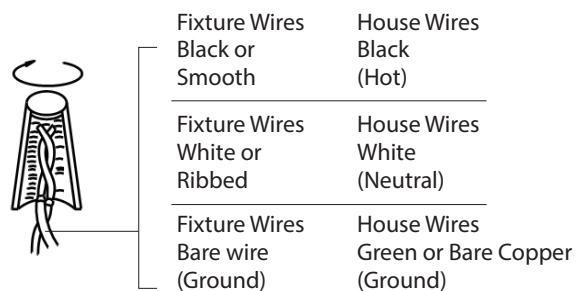 Fixture Wires House Wires
Black or Black
Smooth (Hot)
Fixture Wires House Wires
White or White
Ribbed (Neutral)
Fixture Wires House Wires
Bare wire Green or Bare Copper
(Ground) (Ground)